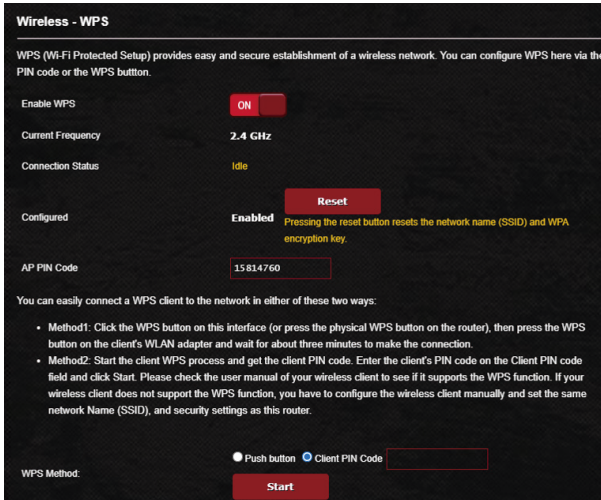 Wireless - WPS
WPS (Wi-Fi Protected Setup) provides easy and secure establishment of a wireless network. You can configure WPS here via the
PIN code or the WPS buttton.
Enable WPS ON
Current Frequency 2.4 GHz
Connection Status Idle
Reset
Configured Enabled Pressing the reset button resets the network name (SSID) and WPA
encryption key.
AP PIN Code 15814760
You can easily connect a WPS client to the network in either of these two ways:
• Method1: Click the WPS button on this interface (or press the physical WPS button on the router), then press the WPS
button on the client's WLAN adapter and wait for about three minutes to make the connection.
• Method2: Start the client WPS process and get the client PIN code. Enter the client's PIN code on the Client PIN code
field and click Start. Please check the user manual of your wireless client to see if it supports the WPS function. If your
wireless client does not support the WPS function, you have to configure the wireless client manually and set the same
network Name (SSID), and security settings as this router.
Push button Client PIN Code
WPS Method:
Start